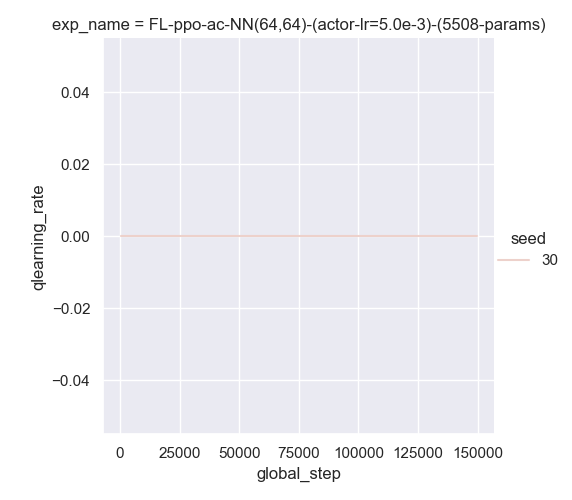 exp_name = FL-ppo-ac-NN(64,64)-(actor-lr=5.0e-3)-(5508-params)
0.04
0.02
0.00
−0.02
−0.04
qlearning_rate
seed
30
0 25000 50000 75000 100000 125000 150000
global_step